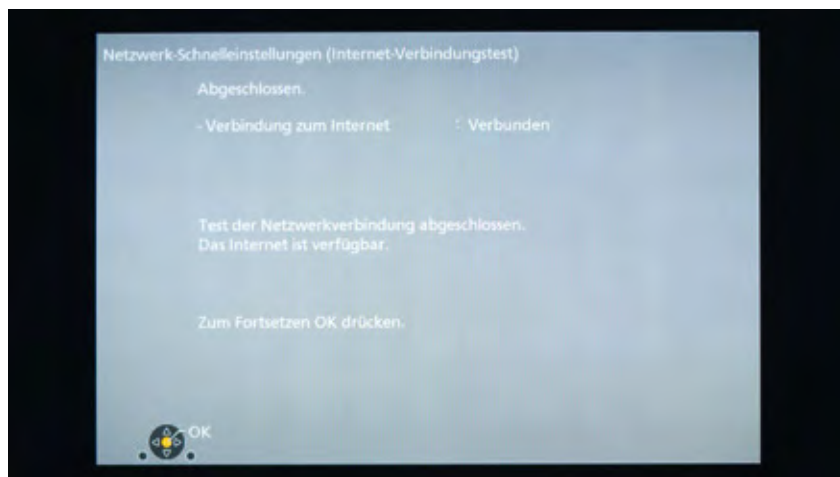 Netzwerk-Schnelleinstellungen (Internet-Verbindungstest)
Abgeschlossen.
- Verbindung zum Internet : Verbunden
Test der Netzwerkverbindung abgeschlossen.
Das Internet ist verfügbar.
Zum Fortsetzen OK drücken.
OK